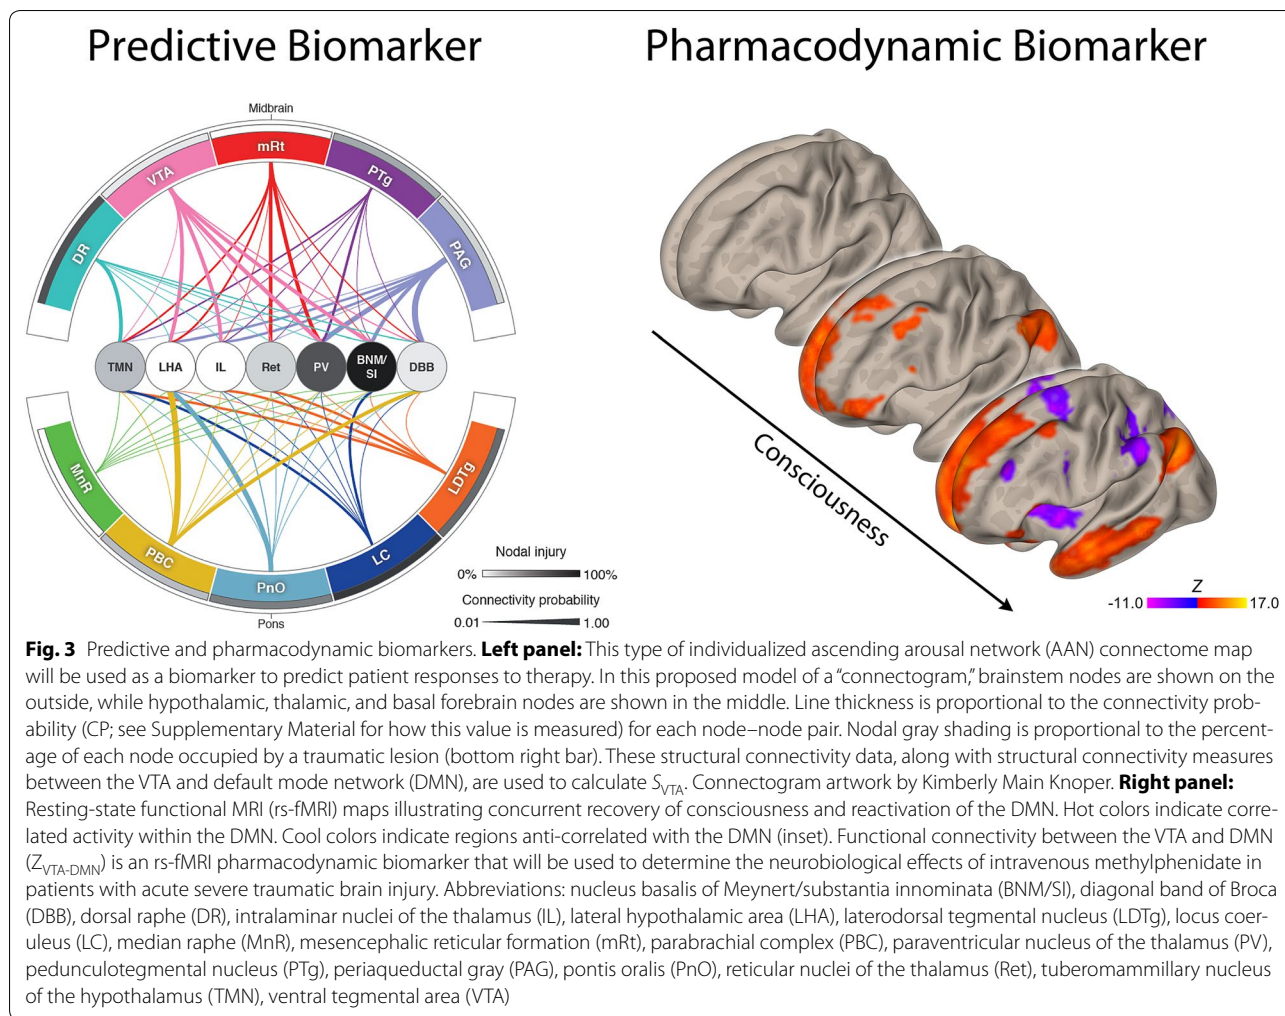 Predictive Biomarker
Pharmacodynamic Biomarker
Midbrain
mRt
VTA
PTg
DR
PAG
TMN
LHA
IL
Ret
PV
BNM/
SI
DBB
MnR
LDTg
PBC
LC
PnO
Pons
Nodal injury
0% 100%
Connectivity probability
0.01 1.00
Consciousness
Z
-11.0 17.0
Fig. 3 Predictive and pharmacodynamic biomarkers. Left panel: This type of individualized ascending arousal network (AAN) connectome map
will be used as a biomarker to predict patient responses to therapy. In this proposed model of a “connectogram,” brainstem nodes are shown on the
outside, while hypothalamic, thalamic, and basal forebrain nodes are shown in the middle. Line thickness is proportional to the connectivity prob-
ability (CP; see Supplementary Material for how this value is measured) for each node–node pair. Nodal gray shading is proportional to the percent-
age of each node occupied by a traumatic lesion (bottom right bar). These structural connectivity data, along with structural connectivity measures
between the VTA and default mode network (DMN), are used to calculate SVTA. Connectogram artwork by Kimberly Main Knoper. Right panel:
Resting-state functional MRI (rs-fMRI) maps illustrating concurrent recovery of consciousness and reactivation of the DMN. Hot colors indicate corre-
lated activity within the DMN. Cool colors indicate regions anti-correlated with the DMN (inset). Functional connectivity between the VTA and DMN
(ZVTA-DMN) is an rs-fMRI pharmacodynamic biomarker that will be used to determine the neurobiological effects of intravenous methylphenidate in
patients with acute severe traumatic brain injury. Abbreviations: nucleus basalis of Meynert/substantia innominata (BNM/SI), diagonal band of Broca
(DBB), dorsal raphe (DR), intralaminar nuclei of the thalamus (IL), lateral hypothalamic area (LHA), laterodorsal tegmental nucleus (LDTg), locus coer-
uleus (LC), median raphe (MnR), mesencephalic reticular formation (mRt), parabrachial complex (PBC), paraventricular nucleus of the thalamus (PV),
pedunculotegmental nucleus (PTg), periaqueductal gray (PAG), pontis oralis (PnO), reticular nuclei of the thalamus (Ret), tuberomammillary nucleus
of the hypothalamus (TMN), ventral tegmental area (VTA)